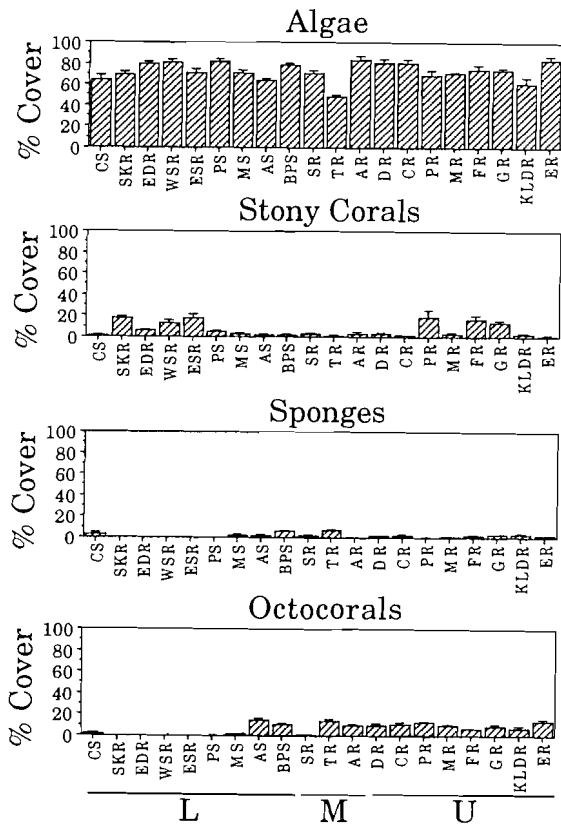 Algae
% Cover
100
80
60
40
20
0
CS SKR EDR WSR ESR PS MS AS BPS SR TR AR DR CR PR MR FR GR KLDR ER
Stony Corals
% Cover
100
80
60
40
20
0
CS SKR EDR WSR ESR PS MS AS BPS SR TR AR DR CR PR MR FR GR KLDR ER
Sponges
% Cover
100
80
60
40
20
0
CS SKR EDR WSR ESR PS MS AS BPS SR TR AR DR CR PR MR FR GR KLDR ER
Octocorals
% Cover
100
80
60
40
20
0
CS SKR EDR WSR ESR PS MS AS BPS SR TR AR DR CR PR MR FR GR KLDR ER
L M U